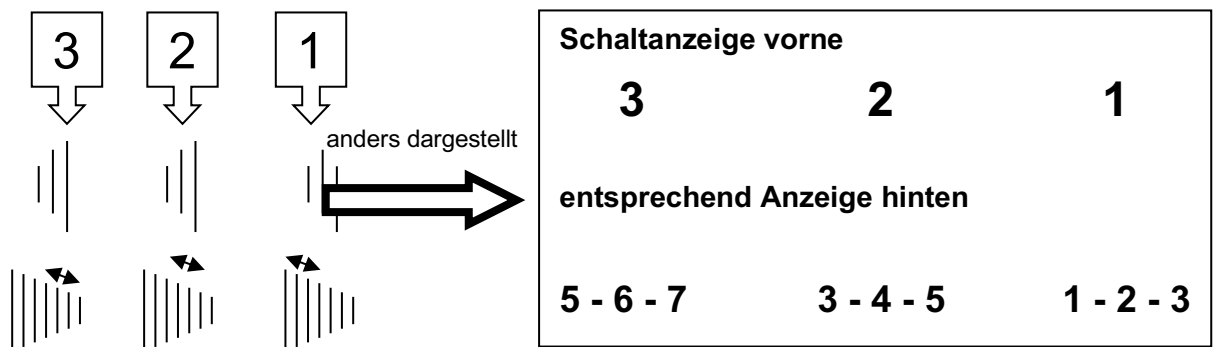 3 2 1
anders dargestellt
Schaltanzeige vorne
3 2 1
entsprechend Anzeige hinten
5 - 6 - 7 3 - 4 - 5 1 - 2 - 3